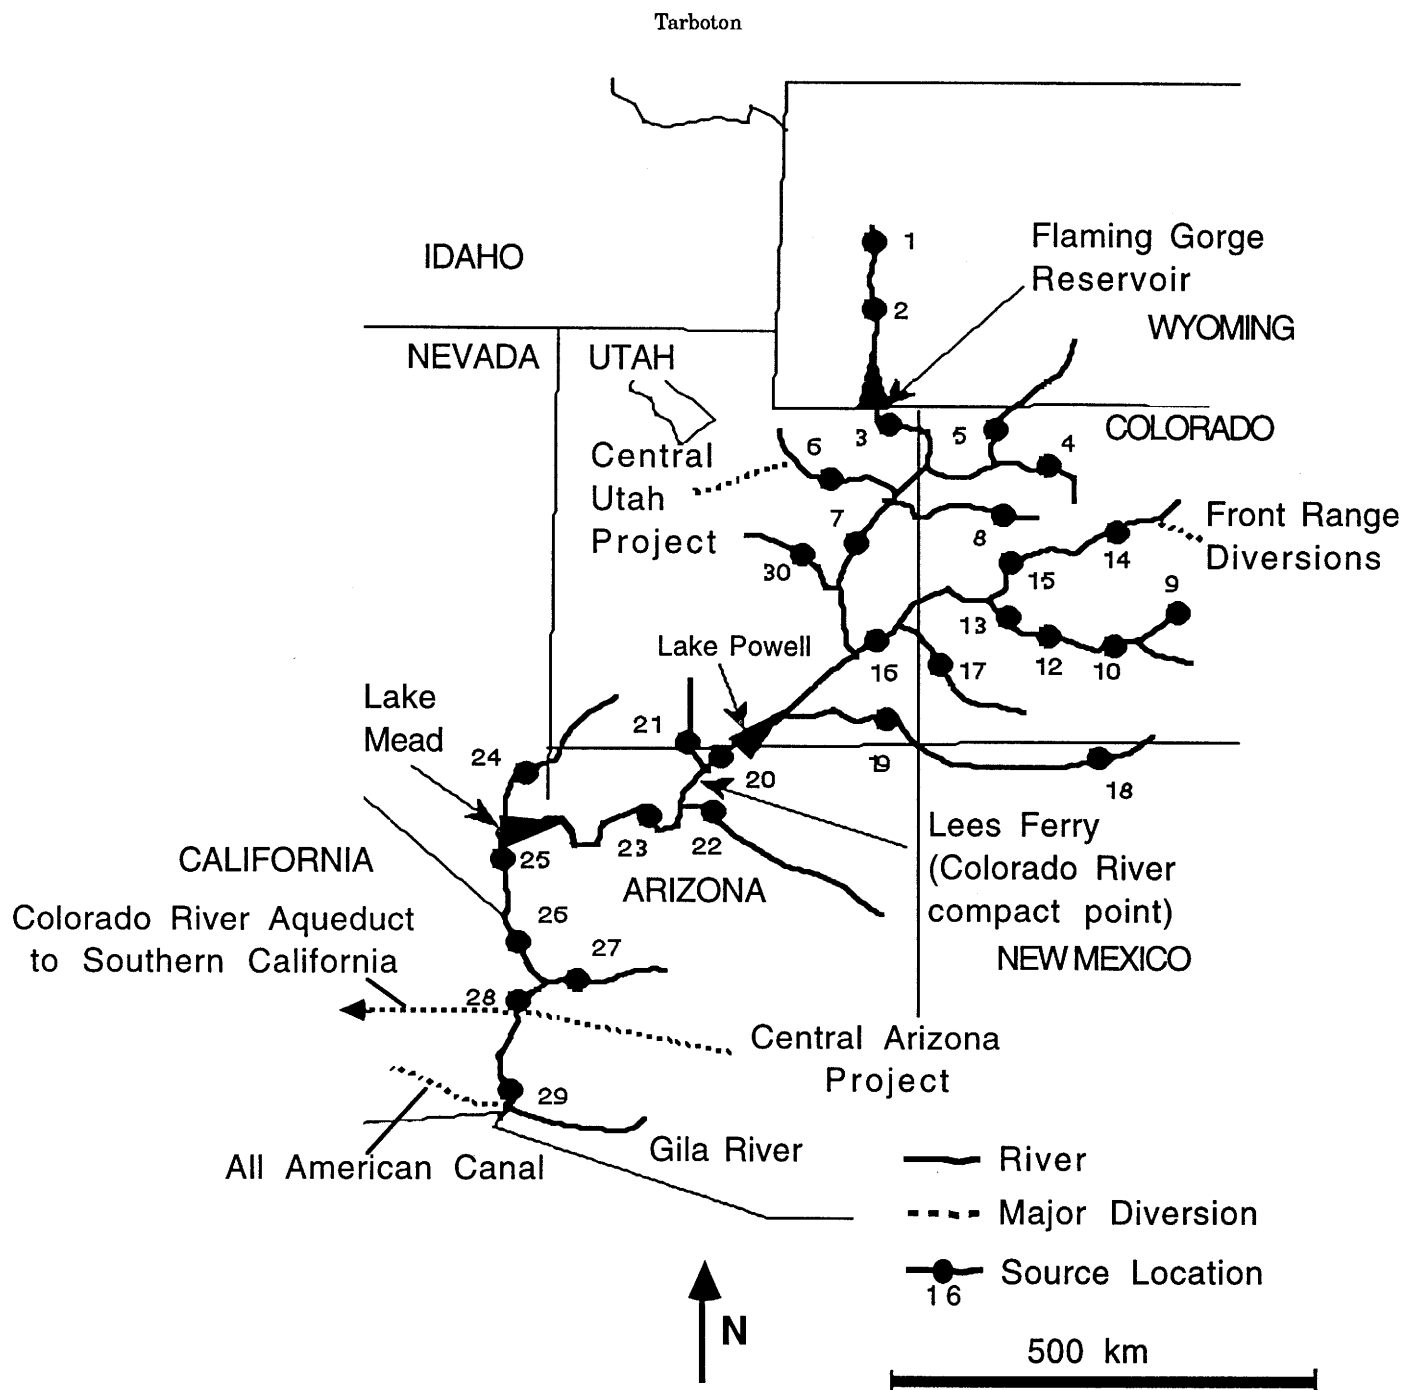 Tarboton
1
Flaming Gorge
Reservoir
IDAHO
2
WYOMING
NEVADA
UTAH
3
5
COLORADO
4
6
Central
Utah
Project
7
8
Front Range
Diversions
14
30
15
9
13
12
10
Lake Powell
16
17
Lake
Mead
21
24
20
19
18
23
22
Lees Ferry
(Colorado River
compact point)
25
CALIFORNIA
ARIZONA
26
Colorado River Aqueduct
to Southern California
27
NEW MEXICO
28
Central Arizona
Project
29
Gila River
All American Canal
River
Major Diversion
Source Location
16
N
500 km